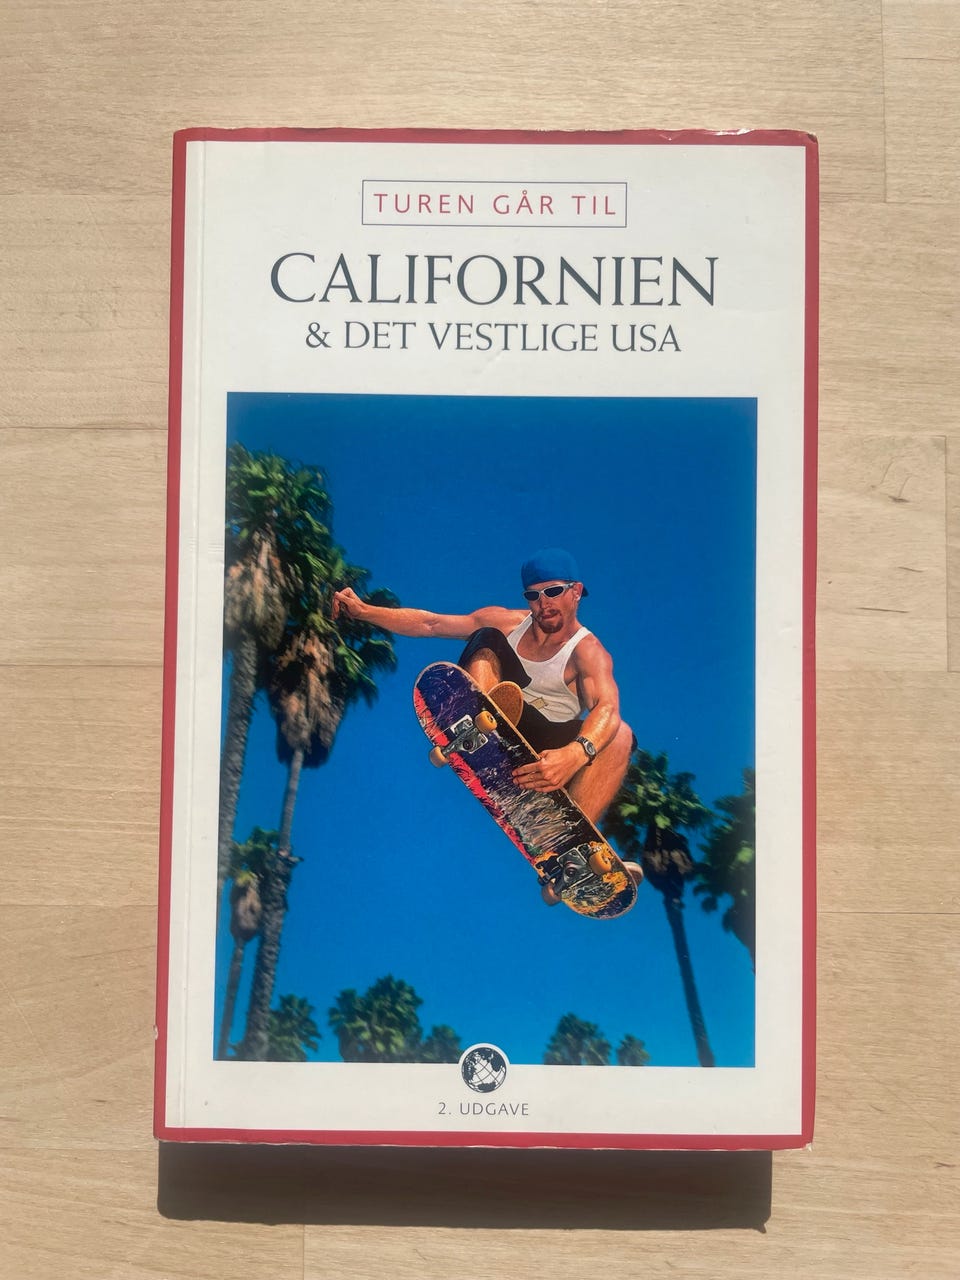 TUREN GÅR TIL
CALIFORNIEN
& DET VESTLIGE USA
2. UDGAVE